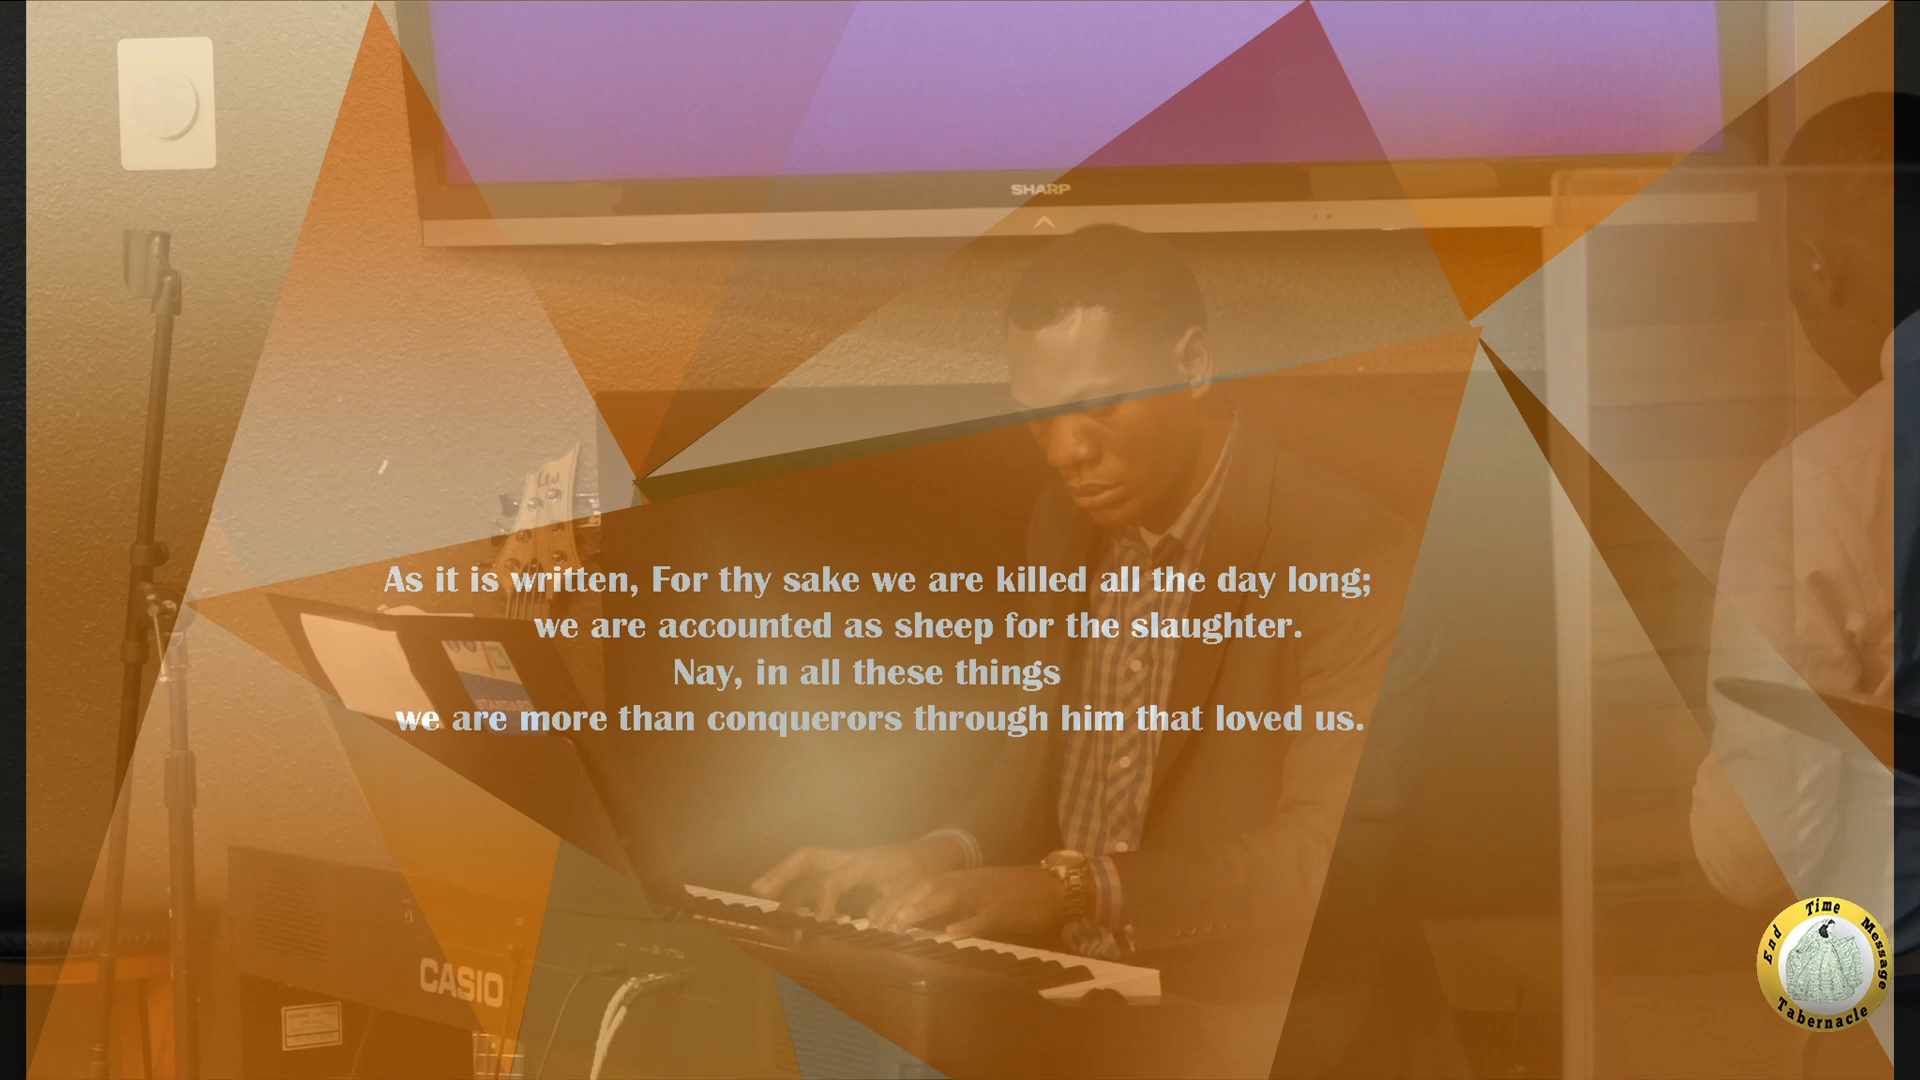 SHARP
As it is written, For thy sake we are killed all the day long;
we are accounted as sheep for the slaughter.
Nay, in all these things
we are more than conquerors through him that loved us.
STANDARD
CASIO
End Time Message Tabernacle